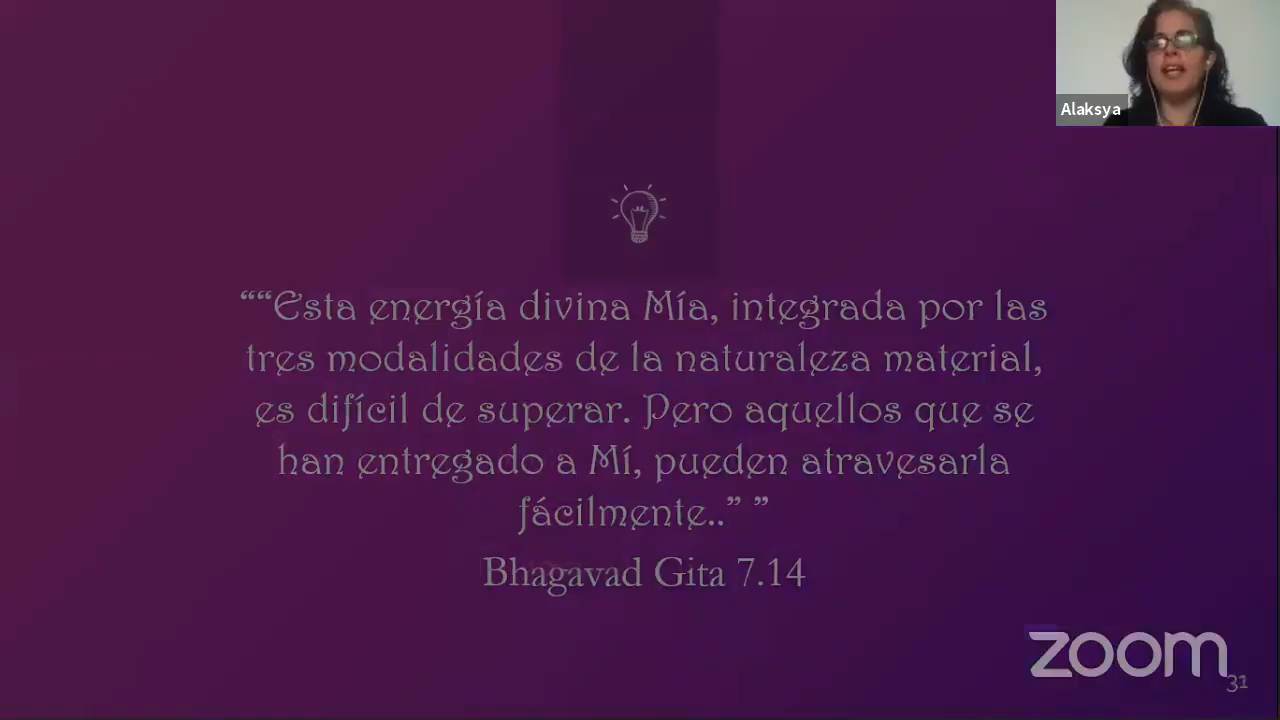 Alaksya
““Esta energía divina Mía, integrada por las
tres modalidades de la naturaleza material,
es difícil de superar. Pero aquellos que se
han entregado a Mí, pueden atravesarla
fácilmente..” ”
Bhagavad Gita 7.14
zoom
31